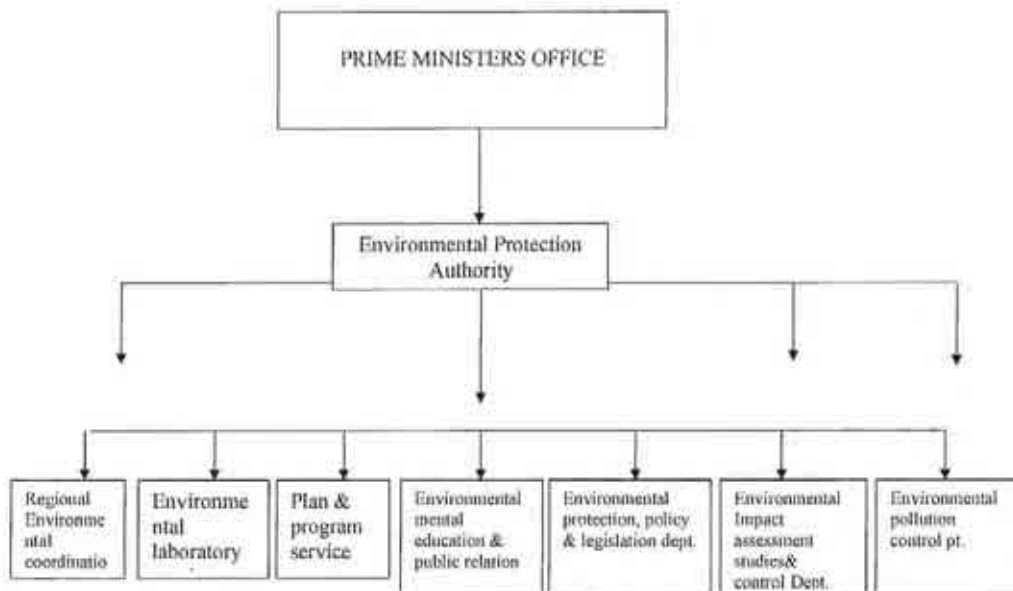 PRIME MINISTERS OFFICE
Environmental Protection
Authority
Regional
Environme
ntal
coordinatio
Environme
ntal
laboratory
Plan &
program
service
Environmental
mental
education &
public relation
Environmental
protection, policy
& legislation dept.
Environmental
Impact
assessment
studies&
control Dept.
Environmental
pollution
control pt.